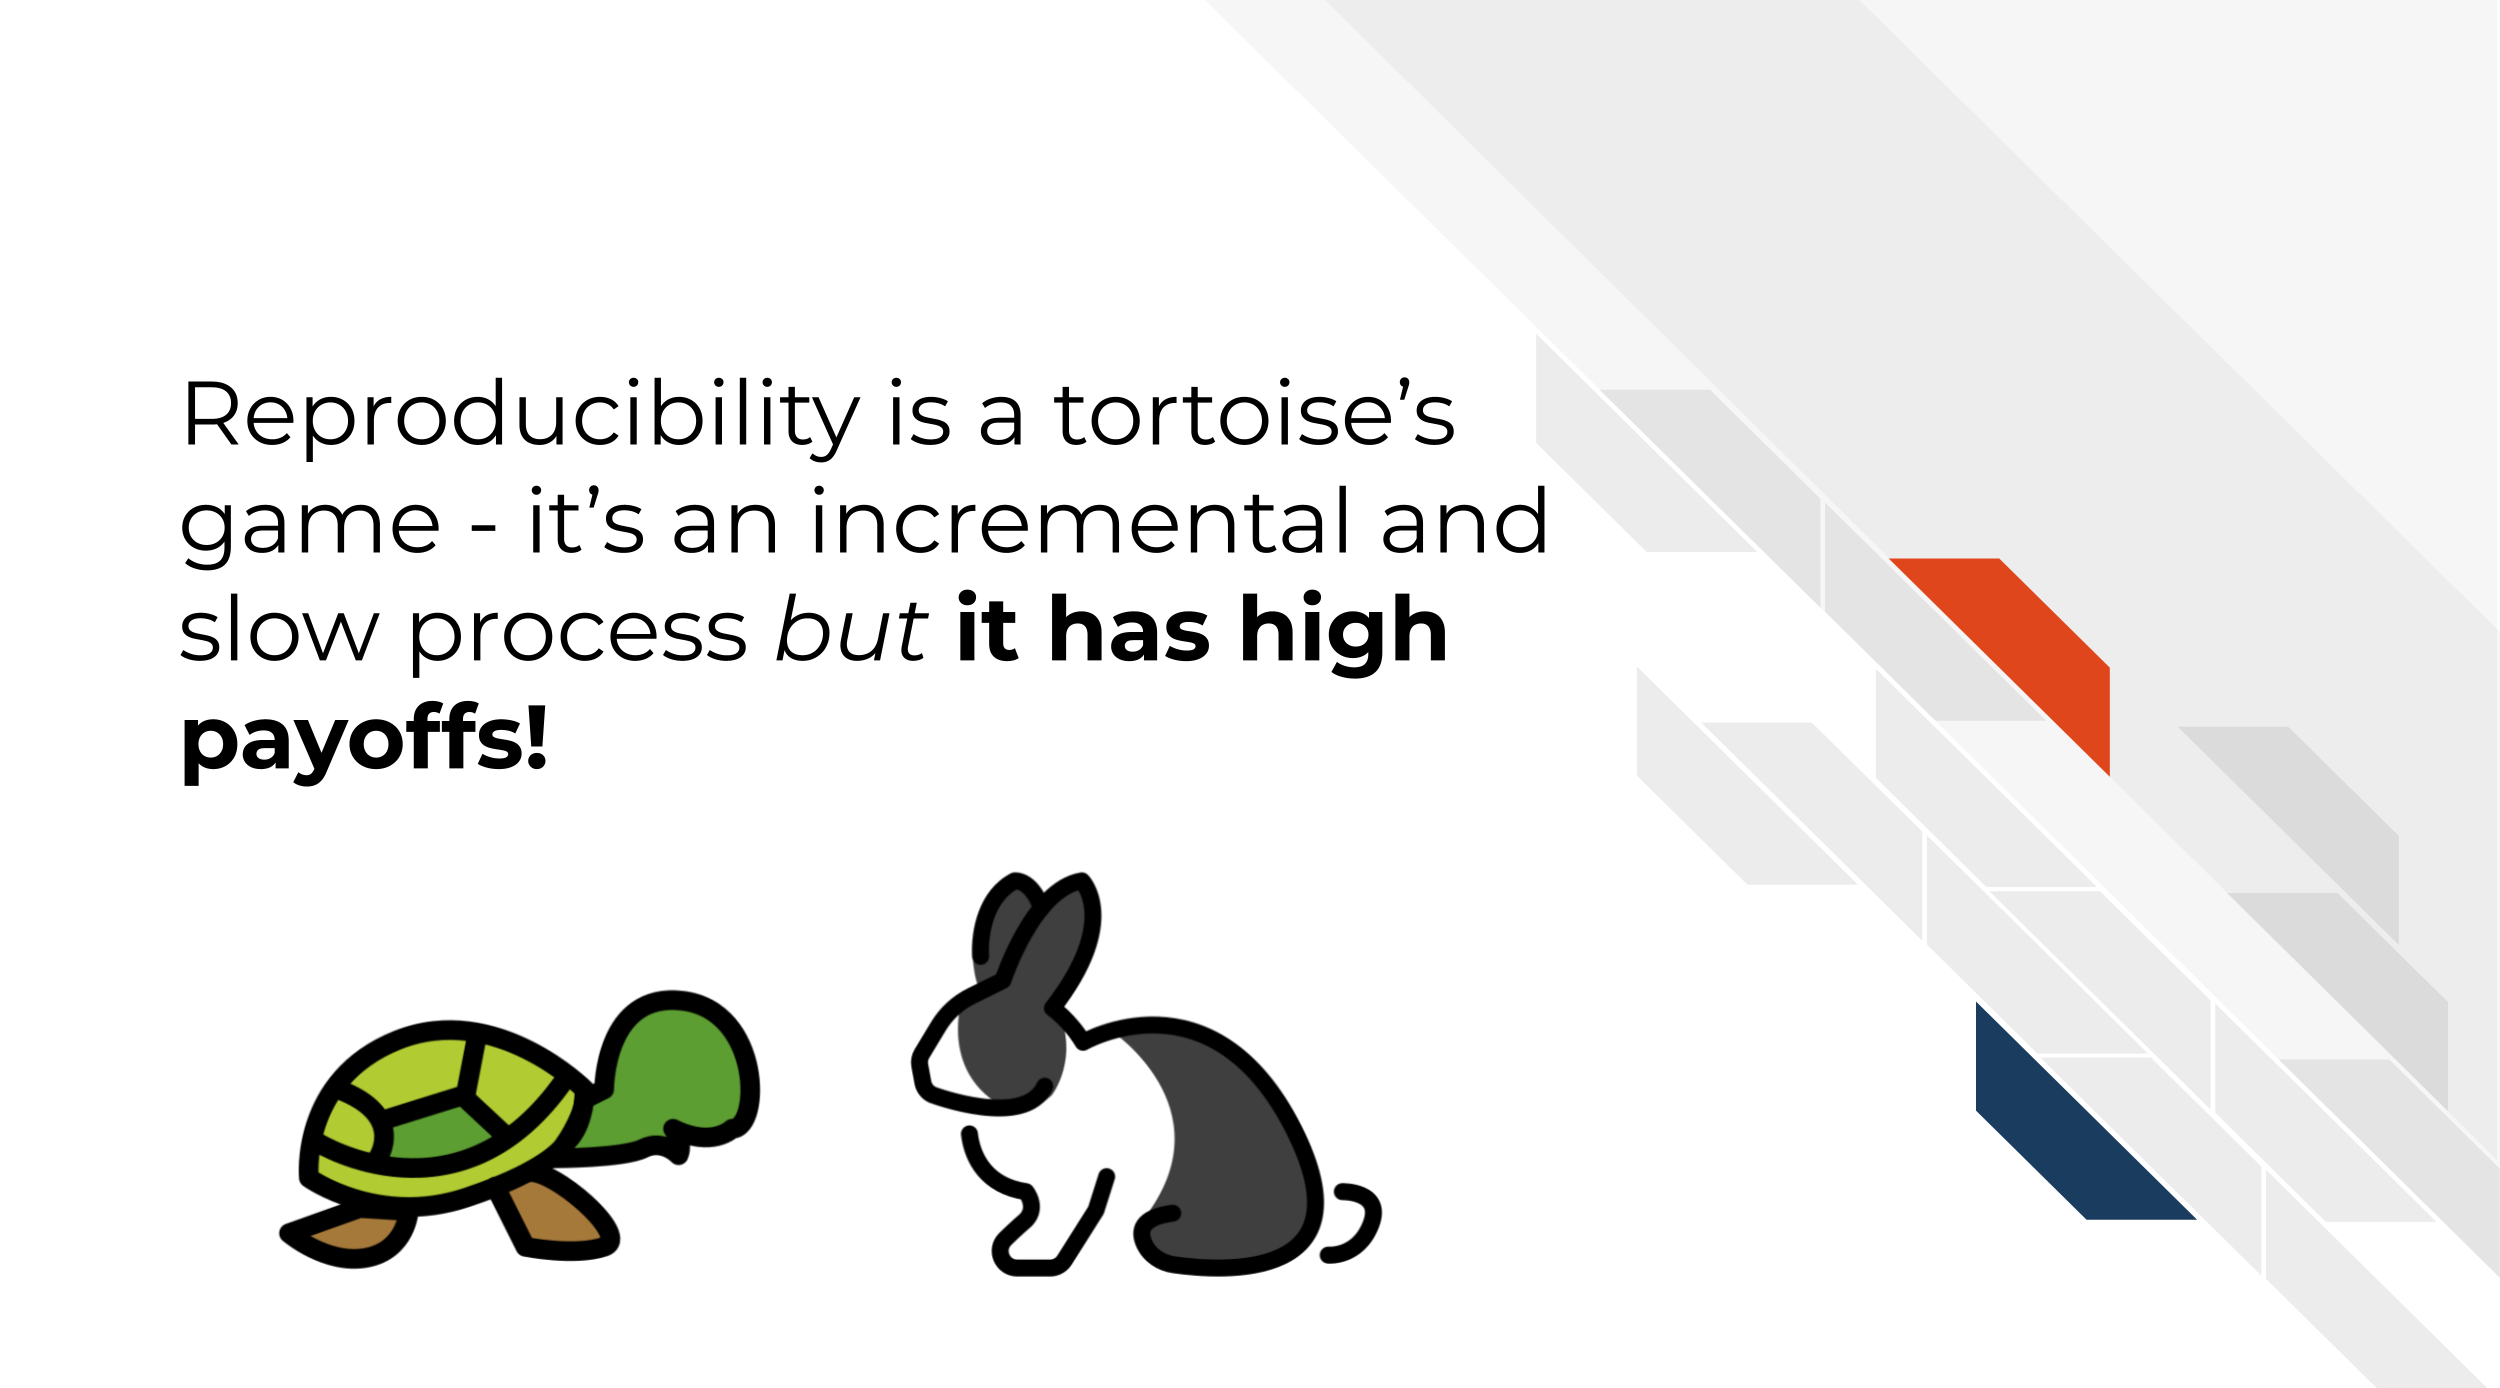 Reproducibility is a tortoise’s
game - it’s an incremental and
slow process but it has high
payoffs!